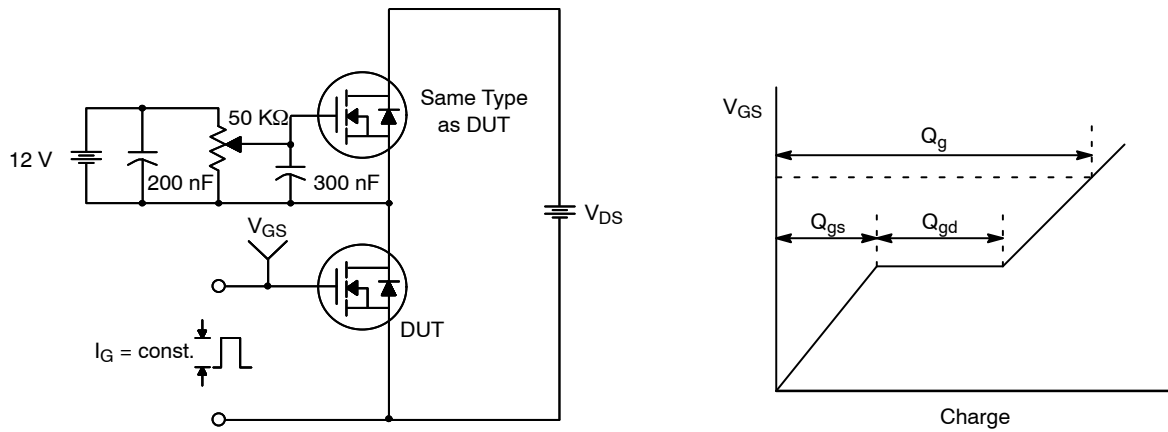 12 V
200 nF
50 KΩ
300 nF
Same Type
as DUT
V_DS
V_GS
DUT
I_G = const.
V_GS
Q_g
Q_gs
Q_gd
Charge